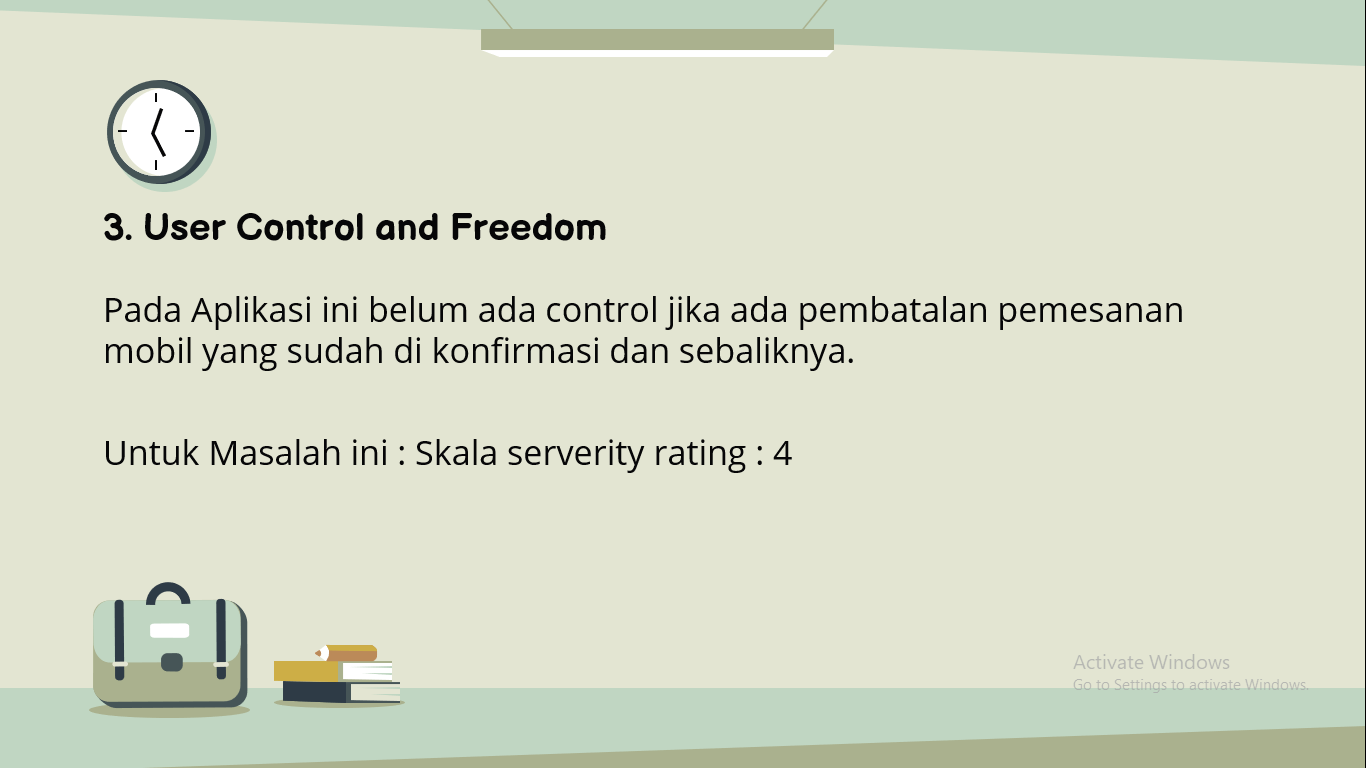 3. User Control and Freedom
Pada Aplikasi ini belum ada control jika ada pembatalan pemesanan
mobil yang sudah di konfirmasi dan sebaliknya.
Untuk Masalah ini : Skala serverity rating : 4
Activate Windows
Go to Settings to activate Windows.